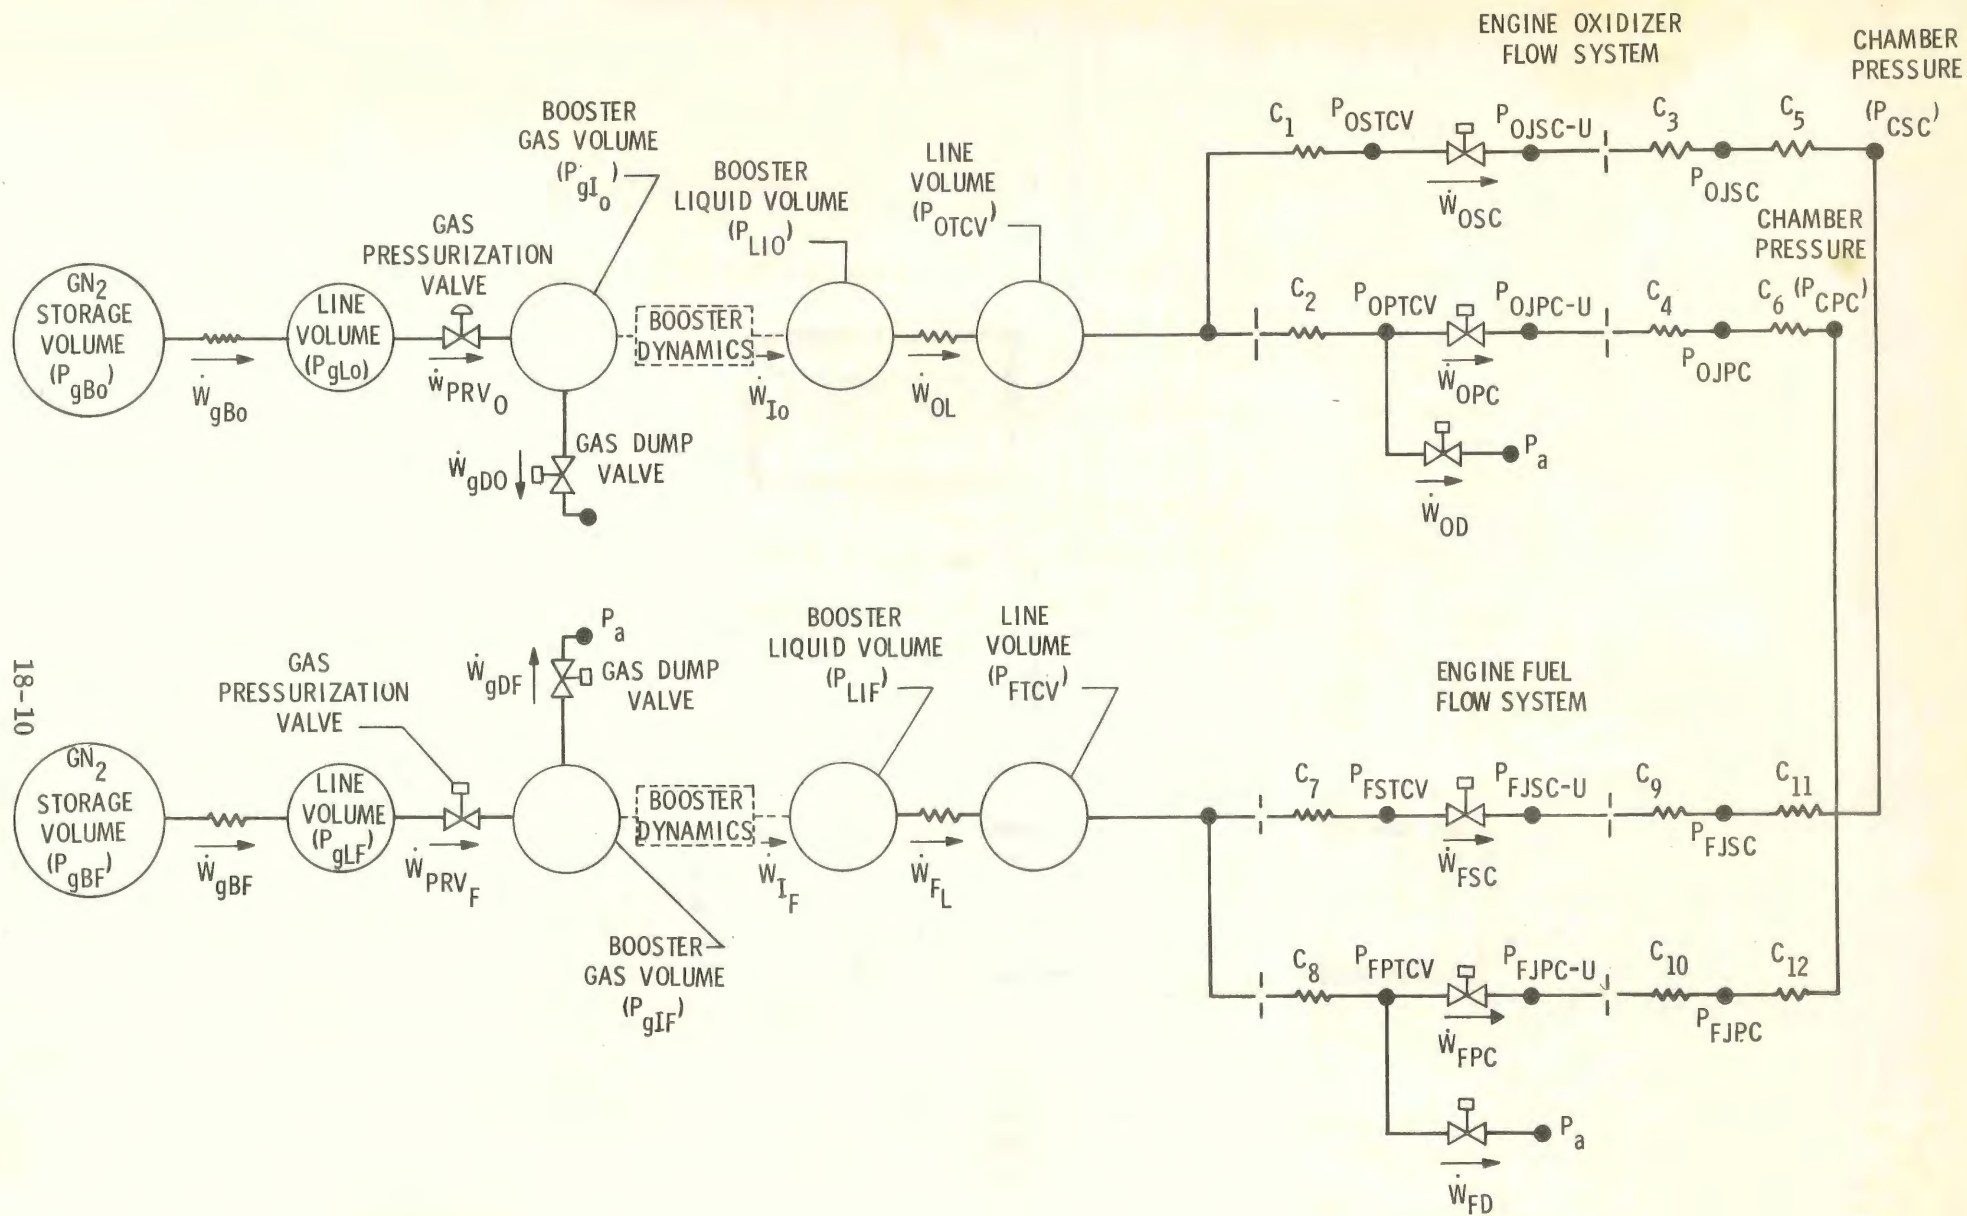 ENGINE OXIDIZER
FLOW SYSTEM
CHAMBER
PRESSURE
(P_CSC)
C_1
P_OSTCV
P_OJSC-U
C_3
C_5
P_OJSC
Ẇ_OSC
BOOSTER
GAS VOLUME
(P_gI_o)
BOOSTER
LIQUID VOLUME
(P_LIO)
LINE
VOLUME
(P_OTCV)
GAS
PRESSURIZATION
VALVE
GN_2
STORAGE
VOLUME
(P_gBo)
Ẇ_gBo
LINE
VOLUME
(P_gLo)
Ẇ_PRV_O
BOOSTER
DYNAMICS
Ẇ_Io
Ẇ_OL
CHAMBER
PRESSURE
(P_CPC)
C_2
P_OPTCV
P_OJPC-U
C_4
C_6
P_OJPC
Ẇ_OPC
P_a
Ẇ_OD
Ẇ_gDO
GAS DUMP
VALVE
P_a
Ẇ_gDF
GAS DUMP
VALVE
GAS
PRESSURIZATION
VALVE
BOOSTER
LIQUID VOLUME
(P_LIF)
LINE
VOLUME
(P_FTCV)
ENGINE FUEL
FLOW SYSTEM
GN_2
STORAGE
VOLUME
(P_gBF)
Ẇ_gBF
LINE
VOLUME
(P_gLF)
Ẇ_PRV_F
BOOSTER
DYNAMICS
Ẇ_I_F
Ẇ_F_L
BOOSTER
GAS VOLUME
(P_gIF)
C_7
P_FSTCV
P_FJSC-U
C_9
C_11
P_FJSC
Ẇ_FSC
C_8
P_FPTCV
P_FJPC-U
C_10
C_12
P_FJPC
Ẇ_FPC
P_a
Ẇ_FD
18-10